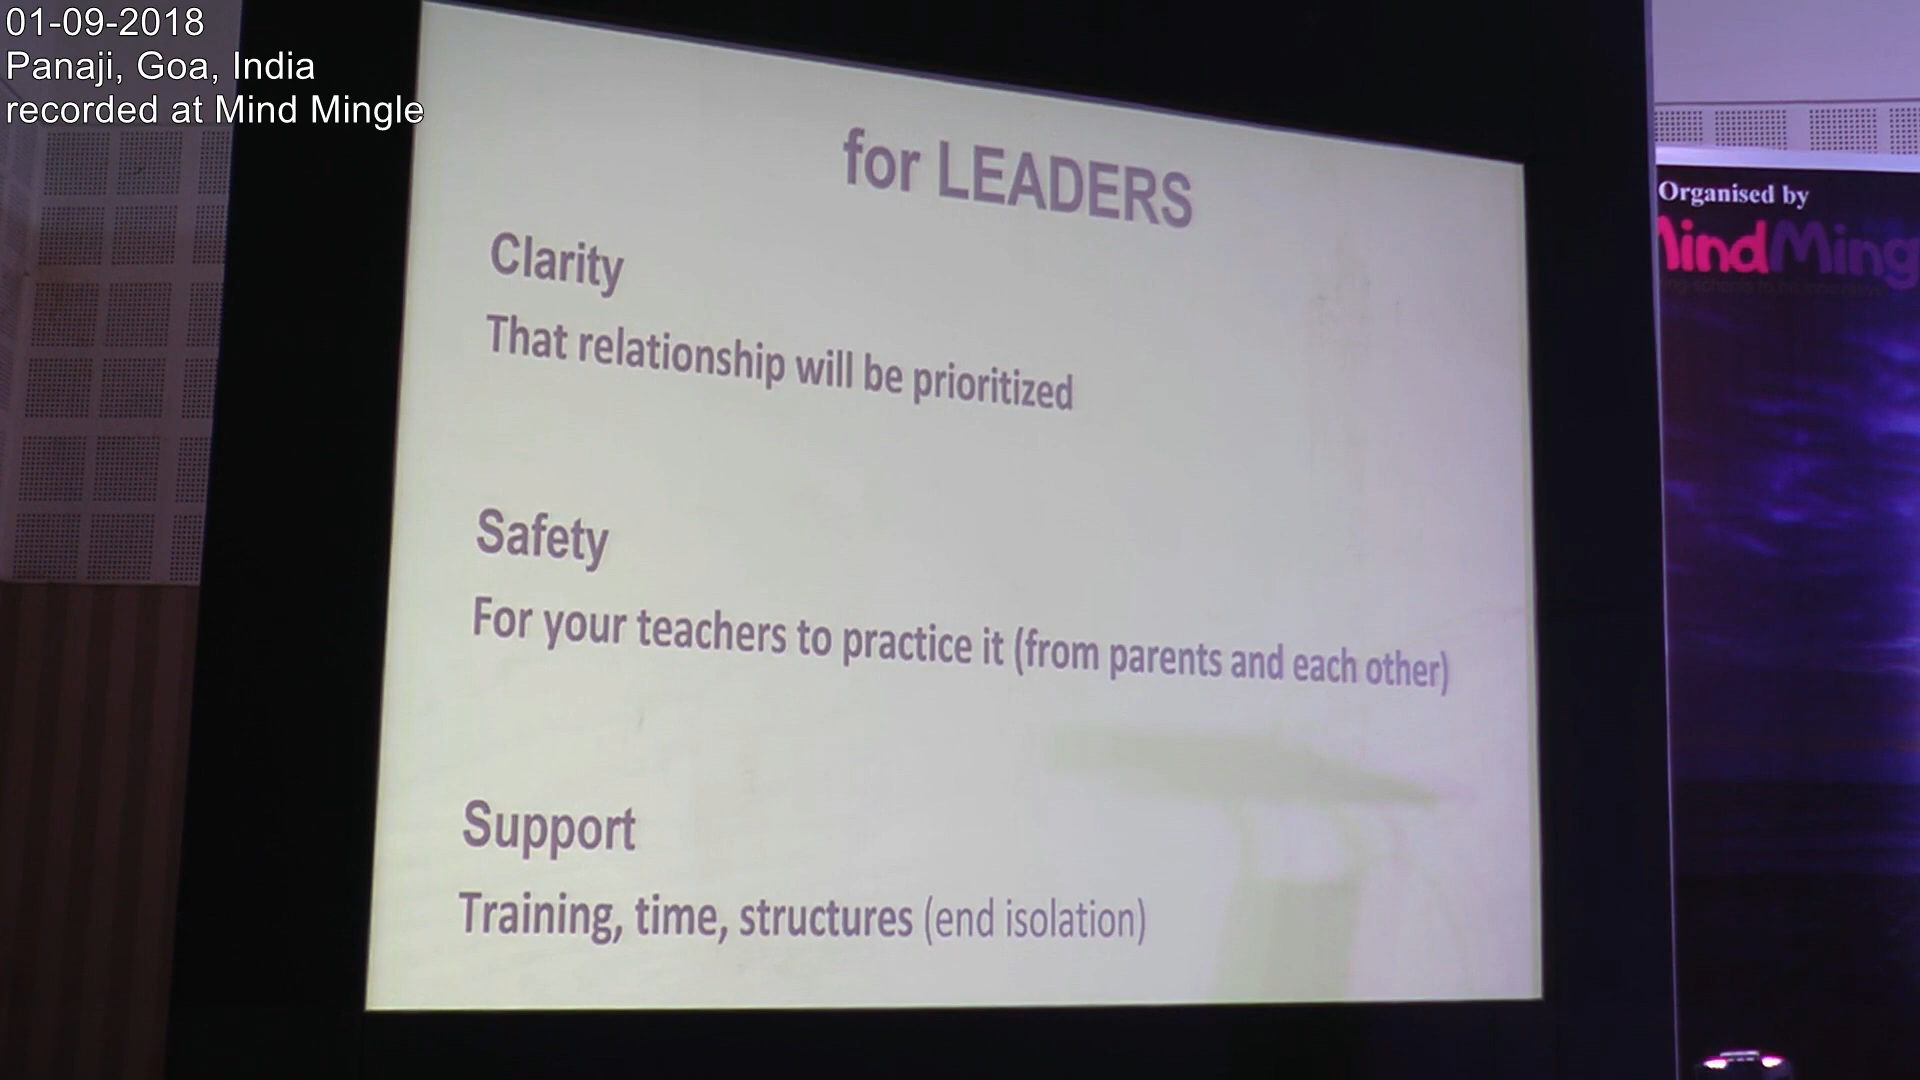 01-09-2018
Panaji, Goa, India
recorded at Mind Mingle
for LEADERS
Clarity
That relationship will be prioritized
Safety
For your teachers to practice it (from parents and each other)
Support
Training, time, structures (end isolation)
Organised by
MindMing